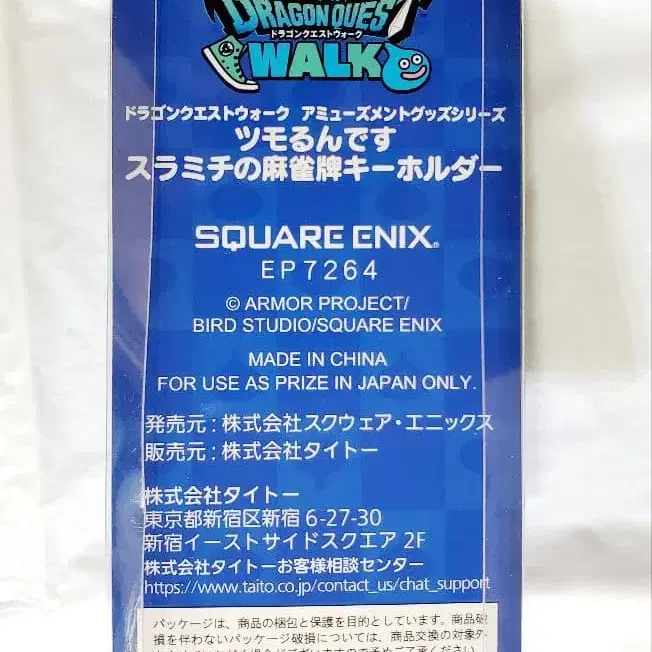 DRAGON QUEST
ドラゴンクエストウォーク
WALK
ドラゴンクエストウォーク アミューズメントグッズシリーズ
ツモるんです
スラミチの麻雀牌キーホルダー
SQUARE ENIX®
EP7264
© ARMOR PROJECT/
BIRD STUDIO/SQUARE ENIX
MADE IN CHINA
FOR USE AS PRIZE IN JAPAN ONLY.
発売元：株式会社スクウェア・エニックス
販売元：株式会社タイトー
株式会社タイトー
東京都新宿区新宿 6-27-30
新宿イーストサイドスクエア 2F
株式会社タイトーお客様相談センター
https://www.taito.co.jp/contact_us/chat_support
パッケージは、商品の梱包と保護を目的としています。商品破
損を伴わないパッケージ破損については、商品交換の対象外